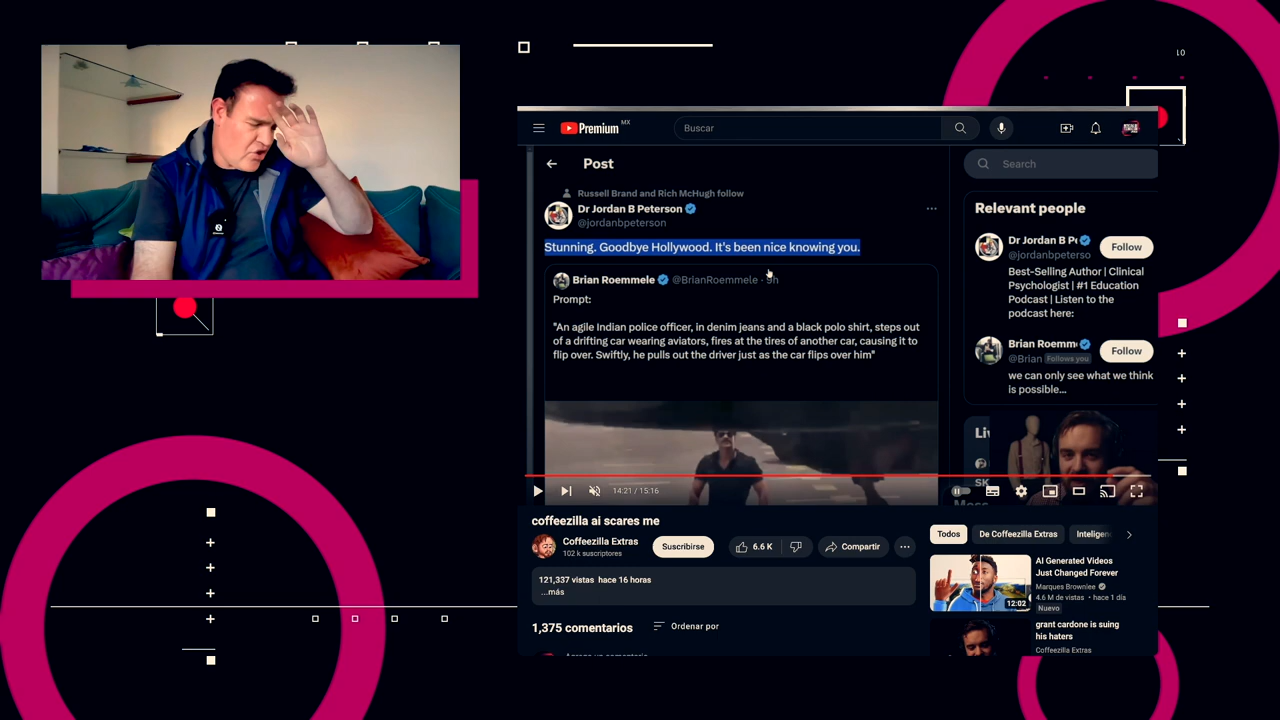 10
Premium MX
Buscar
Post
Search
Russell Brand and Rich McHugh follow
Dr Jordan B Peterson
@jordanbpeterson
Stunning. Goodbye Hollywood. It's been nice knowing you.
Brian Roemmele @BrianRoemmele · 9h
Prompt:
"An agile Indian police officer, in denim jeans and a black polo shirt, steps out
of a drifting car wearing aviators, fires at the tires of another car, causing it to
flip over. Swiftly, he pulls out the driver just as the car flips over him"
Relevant people
Dr Jordan B P
@jordanbpeterso
Follow
Best-Selling Author | Clinical
Psychologist | #1 Education
Podcast | Listen to the
podcast here:
Brian Roemm
@Brian Follows you
Follow
we can only see what we think
is possible...
14:21 / 15:16
coffeezilla ai scares me
Coffeezilla Extras
102 k suscriptores
Suscribirse
6.6 K
Compartir
121,337 vistas hace 16 horas
...más
1,375 comentarios
Ordenar por
Todos
De Coffeezilla Extras
Inteligen
AI Generated Videos
Just Changed Forever
Marques Brownlee
4.6 M de vistas • hace 1 día
Nuevo
12:02
grant cardone is suing
his haters
Coffeezilla Extras